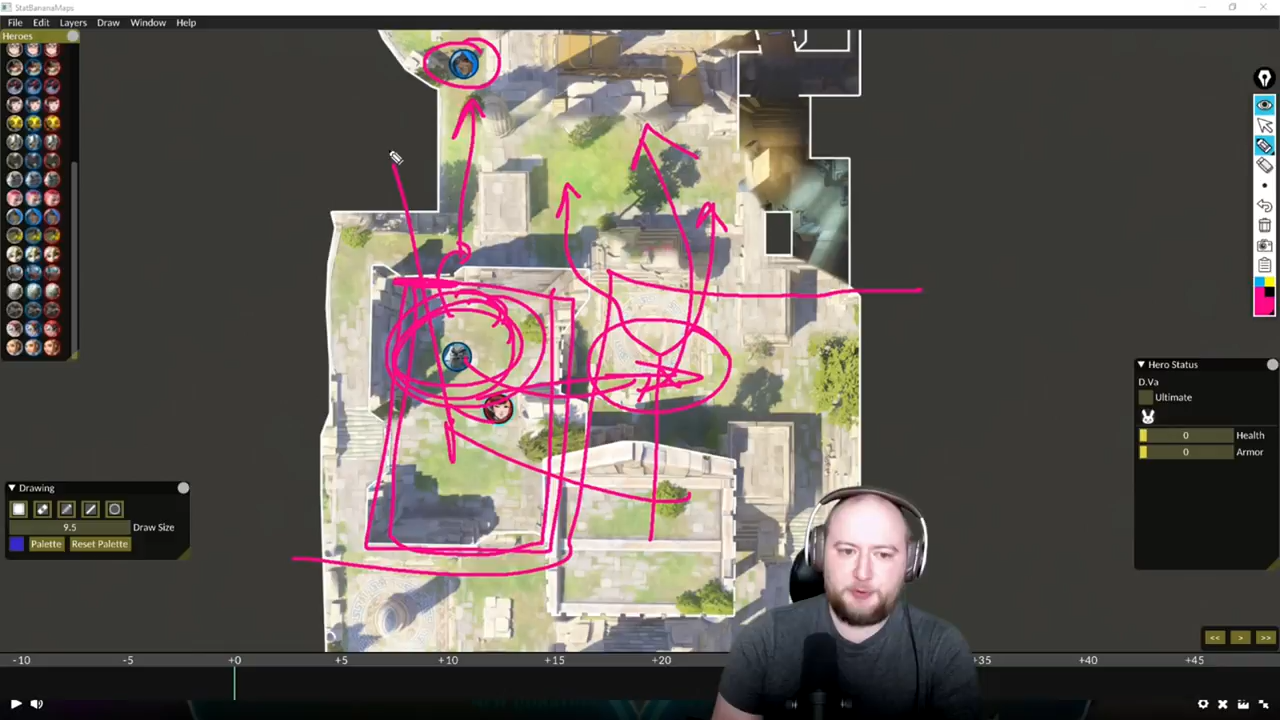 StatBananaMaps
File Edit Layers Draw Window Help
Heroes
Hero Status
D.Va
Ultimate
0 Health
0 Armor
Drawing
9.5 Draw Size
Palette Reset Palette
<< > >>
-10 -5 +0 +5 +10 +15 +20 +35 +40 +45